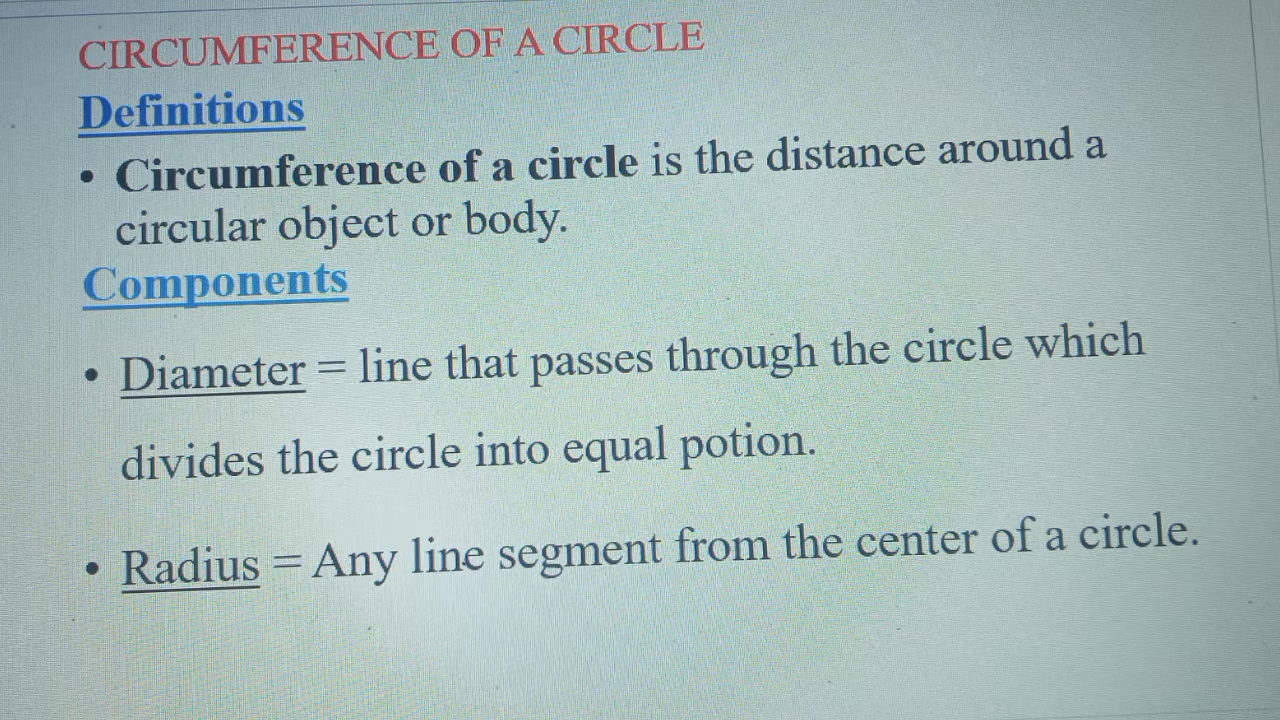 CIRCUMFERENCE OF A CIRCLE
Definitions
• Circumference of a circle is the distance around a
circular object or body.
Components
• Diameter = line that passes through the circle which
divides the circle into equal potion.
• Radius = Any line segment from the center of a circle.